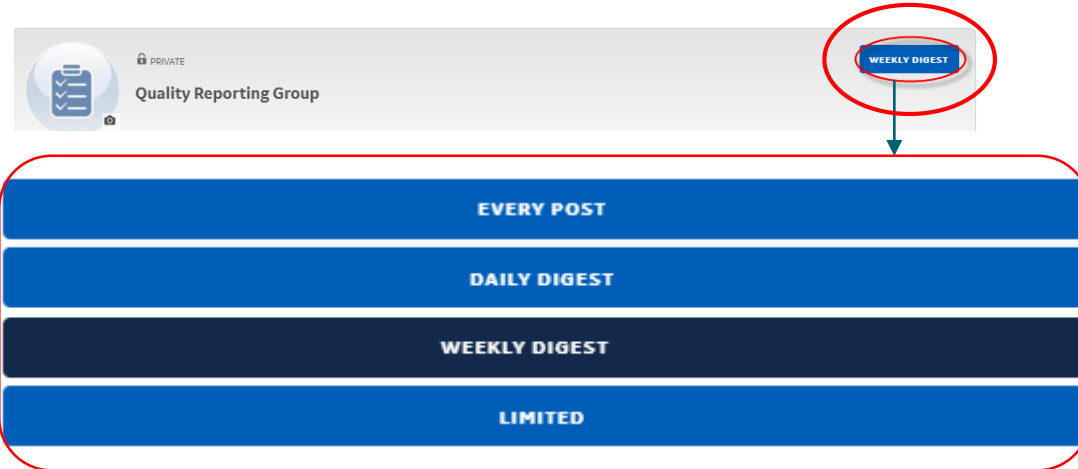 PRIVATE
WEEKLY DIGEST
Quality Reporting Group
EVERY POST
DAILY DIGEST
WEEKLY DIGEST
LIMITED